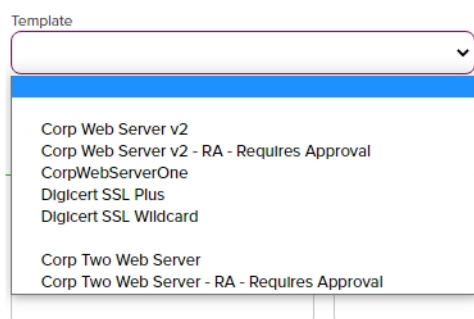 Template
Corp Web Server v2
Corp Web Server v2 - RA - Requires Approval
CorpWebServerOne
Digicert SSL Plus
Digicert SSL Wildcard
Corp Two Web Server
Corp Two Web Server - RA - Requires Approval